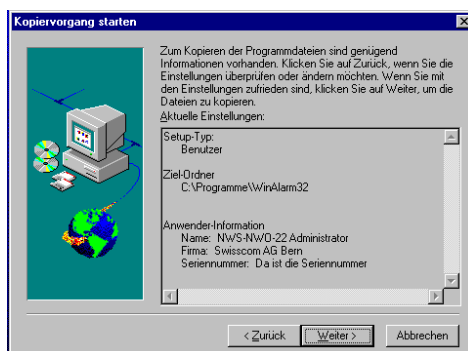 Kopiervorgang starten
Zum Kopieren der Programmdateien sind genügend
Informationen vorhanden. Klicken Sie auf Zurück, wenn Sie die
Einstellungen überprüfen oder ändern möchten. Wenn Sie mit
den Einstellungen zufrieden sind, klicken Sie auf Weiter, um die
Dateien zu kopieren.
Aktuelle Einstellungen:
Setup-Typ:
Benutzer
Ziel-Ordner
C:\Programme\WinAlarm32
Anwender-Information
Name: NWS-NWO-22 Administrator
Firma: Swisscom AG Bern
Seriennummer: Da ist die Seriennummer
< Zurück
Weiter >
Abbrechen